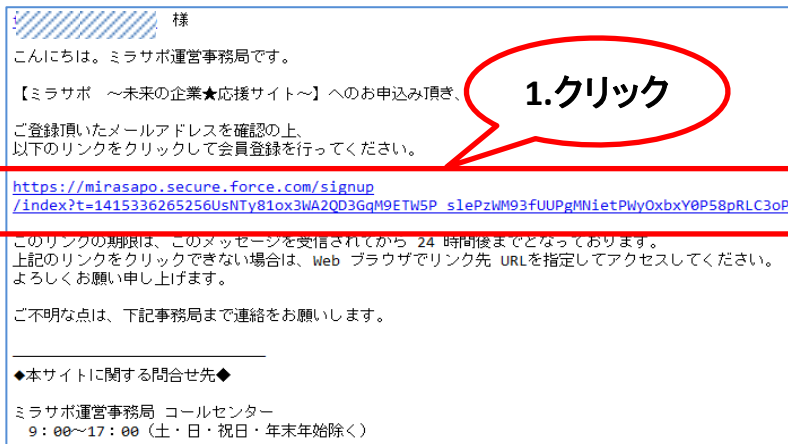 様
こんにちは。ミラサポ運営事務局です。
【ミラサポ ～未来の企業★応援サイト～】へのお申込み頂き、
1.クリック
ご登録頂いたメールアドレスを確認の上、
以下のリンクをクリックして会員登録を行ってください。
https://mirasapo.secure.force.com/signup
/index?t=1415336265256UsNTy81ox3WA2QD3GqM9ETW5P_slePzWM93fUUPgMNietPWyOxbxY0P58pRLC3oP
このリンクの期限は、このメッセージを受信されてから 24 時間後までとなっております。
上記のリンクをクリックできない場合は、Web ブラウザでリンク先 URLを指定してアクセスしてください。
よろしくお願い申し上げます。
ご不明な点は、下記事務局まで連絡をお願いします。
◆本サイトに関する問合せ先◆
ミラサポ運営事務局 コールセンター
9：00～17：00（土・日・祝日・年末年始除く）